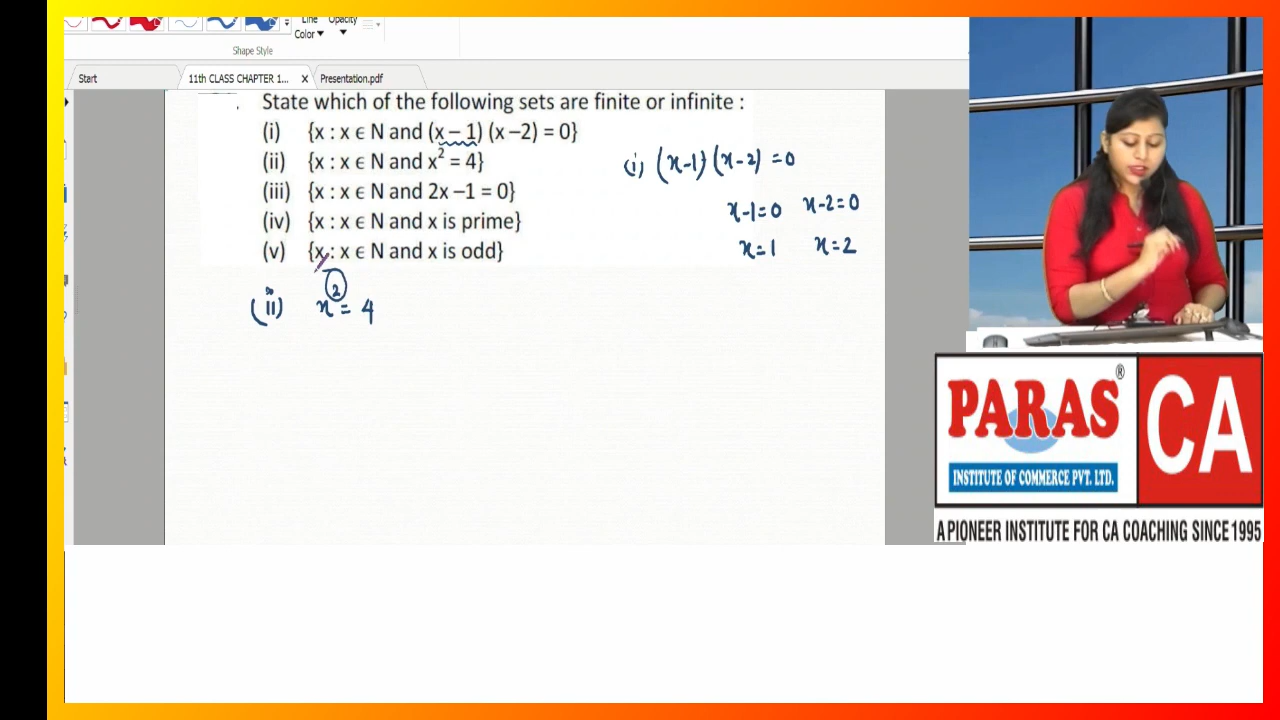 Line Color
Opacity
Shape Style
Start
11th CLASS CHAPTER 1... ×
Presentation.pdf
State which of the following sets are finite or infinite :
(i) {x : x ϵ N and (x – 1) (x –2) = 0}
(ii) {x : x ϵ N and x² = 4}
(iii) {x : x ϵ N and 2x –1 = 0}
(iv) {x : x ϵ N and x is prime}
(v) {x : x ϵ N and x is odd}
(i) (x-1) (x-2) = 0
x-1=0 x-2=0
x=1 x=2
(ii) x² = 4
PARAS ®
INSTITUTE OF COMMERCE PVT. LTD.
CA
A PIONEER INSTITUTE FOR CA COACHING SINCE 1995